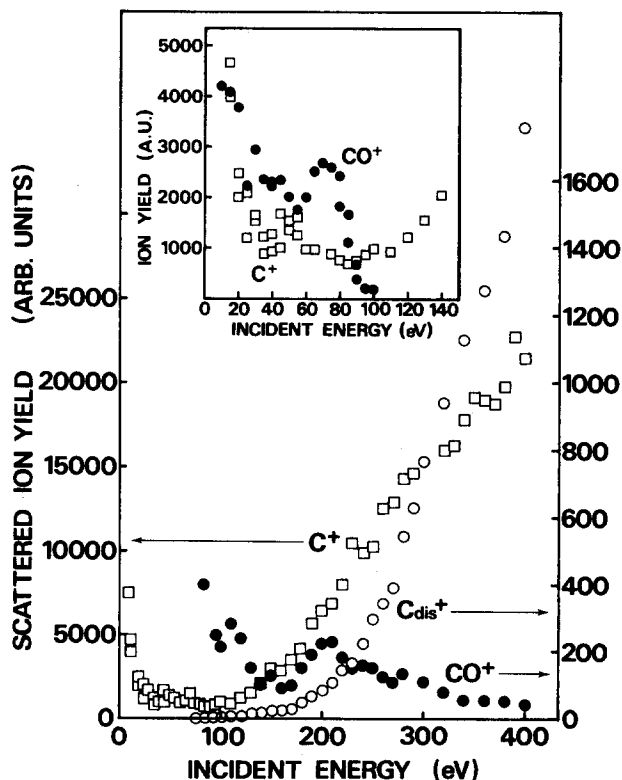 5000
4000
3000
2000
1000
ION YIELD (A.U.)
CO+
C+
0 20 40 60 80 100 120 140
INCIDENT ENERGY (eV)
SCATTERED ION YIELD (ARB. UNITS)
25000
20000
15000
10000
5000
0
1600
1400
1200
1000
800
600
400
200
0
C+
Cdis+
CO+
0 100 200 300 400
INCIDENT ENERGY (eV)